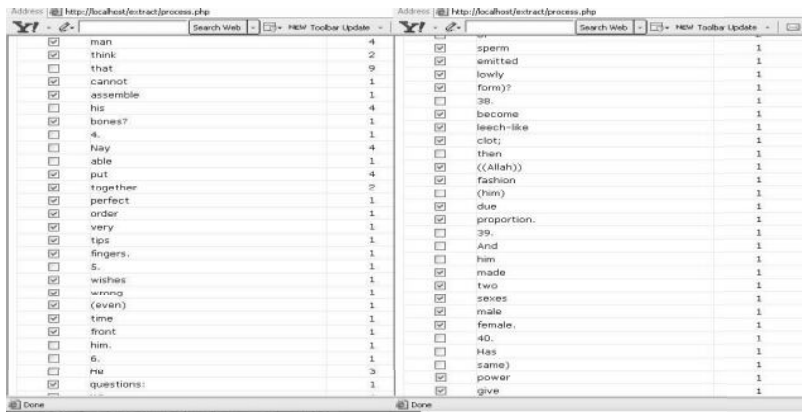 Address http://localhost/extract/process.php
Y! Search Web NEW Toolbar Update
man 4
think 2
that 9
cannot 1
assemble 1
his 4
bones? 1
4. 1
Nay 4
able 1
put 4
together 2
perfect 1
order 1
very 1
tips 1
fingers. 1
5. 1
wishes 1
wrong 1
(even) 1
time 1
front 1
him. 1
6. 1
He 3
questions: 1
Done
Address http://localhost/extract/process.php
Y! Search Web NEW Toolbar Update
sperm 1
emitted 1
lowly 1
form)? 1
38. 1
become 1
leech-like 1
clot; 1
then 1
((Allah)) 1
fashion 1
(him) 1
due 1
proportion. 1
39. 1
And 1
him 1
made 1
two 1
sexes 1
male 1
female. 1
40. 1
Has 1
same) 1
power 1
give 1
Done